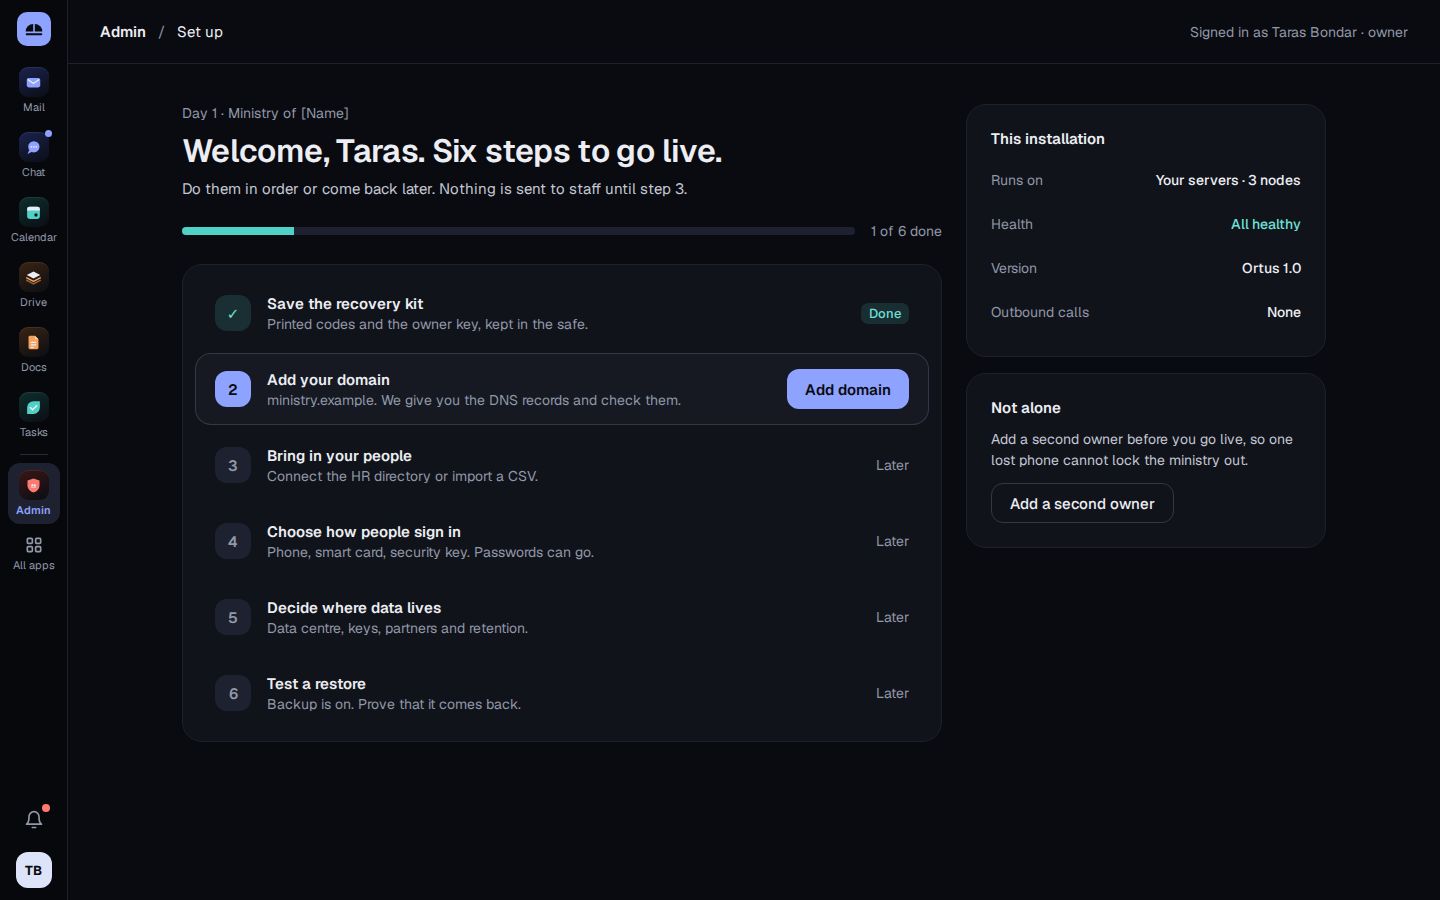 Admin / Set up
Signed in as Taras Bondar · owner
Mail
Chat
Calendar
Drive
Docs
Tasks
Admin
All apps
TB
Day 1 · Ministry of [Name]
Welcome, Taras. Six steps to go live.
Do them in order or come back later. Nothing is sent to staff until step 3.
1 of 6 done
✓
Save the recovery kit
Printed codes and the owner key, kept in the safe.
Done
2
Add your domain
ministry.example. We give you the DNS records and check them.
Add domain
3
Bring in your people
Connect the HR directory or import a CSV.
Later
4
Choose how people sign in
Phone, smart card, security key. Passwords can go.
Later
5
Decide where data lives
Data centre, keys, partners and retention.
Later
6
Test a restore
Backup is on. Prove that it comes back.
Later
This installation
Runs on Your servers · 3 nodes
Health All healthy
Version Ortus 1.0
Outbound calls None
Not alone
Add a second owner before you go live, so one
lost phone cannot lock the ministry out.
Add a second owner